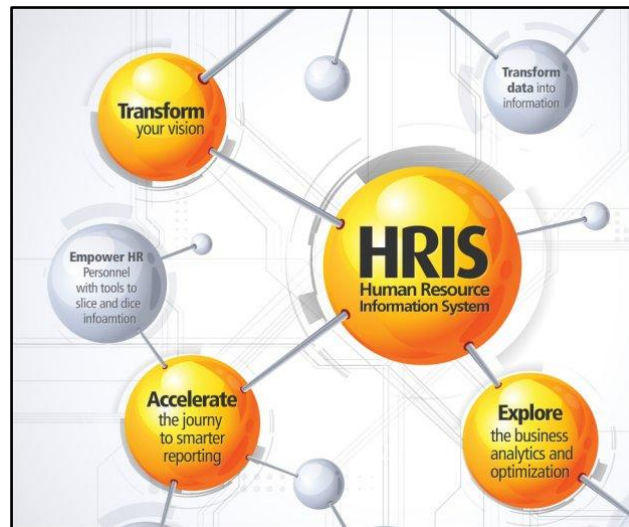 Transform
your vision
Transform
data into
information
HRIS
Human Resource
Information System
Empower HR
Personnel
with tools to
slice and dice
infoamtion
Accelerate
the journy
to smarter
reporting
Explore
the business
analytics and
optimization